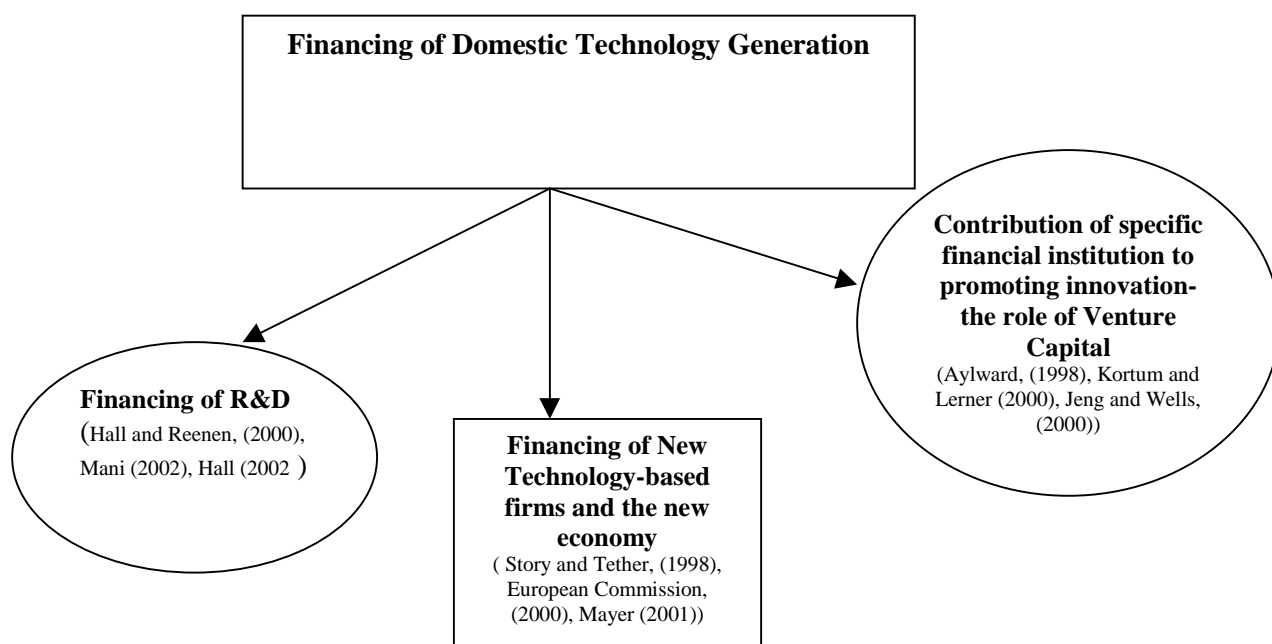 Financing of Domestic Technology Generation
Contribution of specific
financial institution to
promoting innovation-
the role of Venture
Capital
(Aylward, (1998), Kortum and
Lerner (2000), Jeng and Wells,
(2000))
Financing of R&D
(Hall and Reenen, (2000),
Mani (2002), Hall (2002 )
Financing of New
Technology-based
firms and the new
economy
( Story and Tether, (1998),
European Commission,
(2000), Mayer (2001))